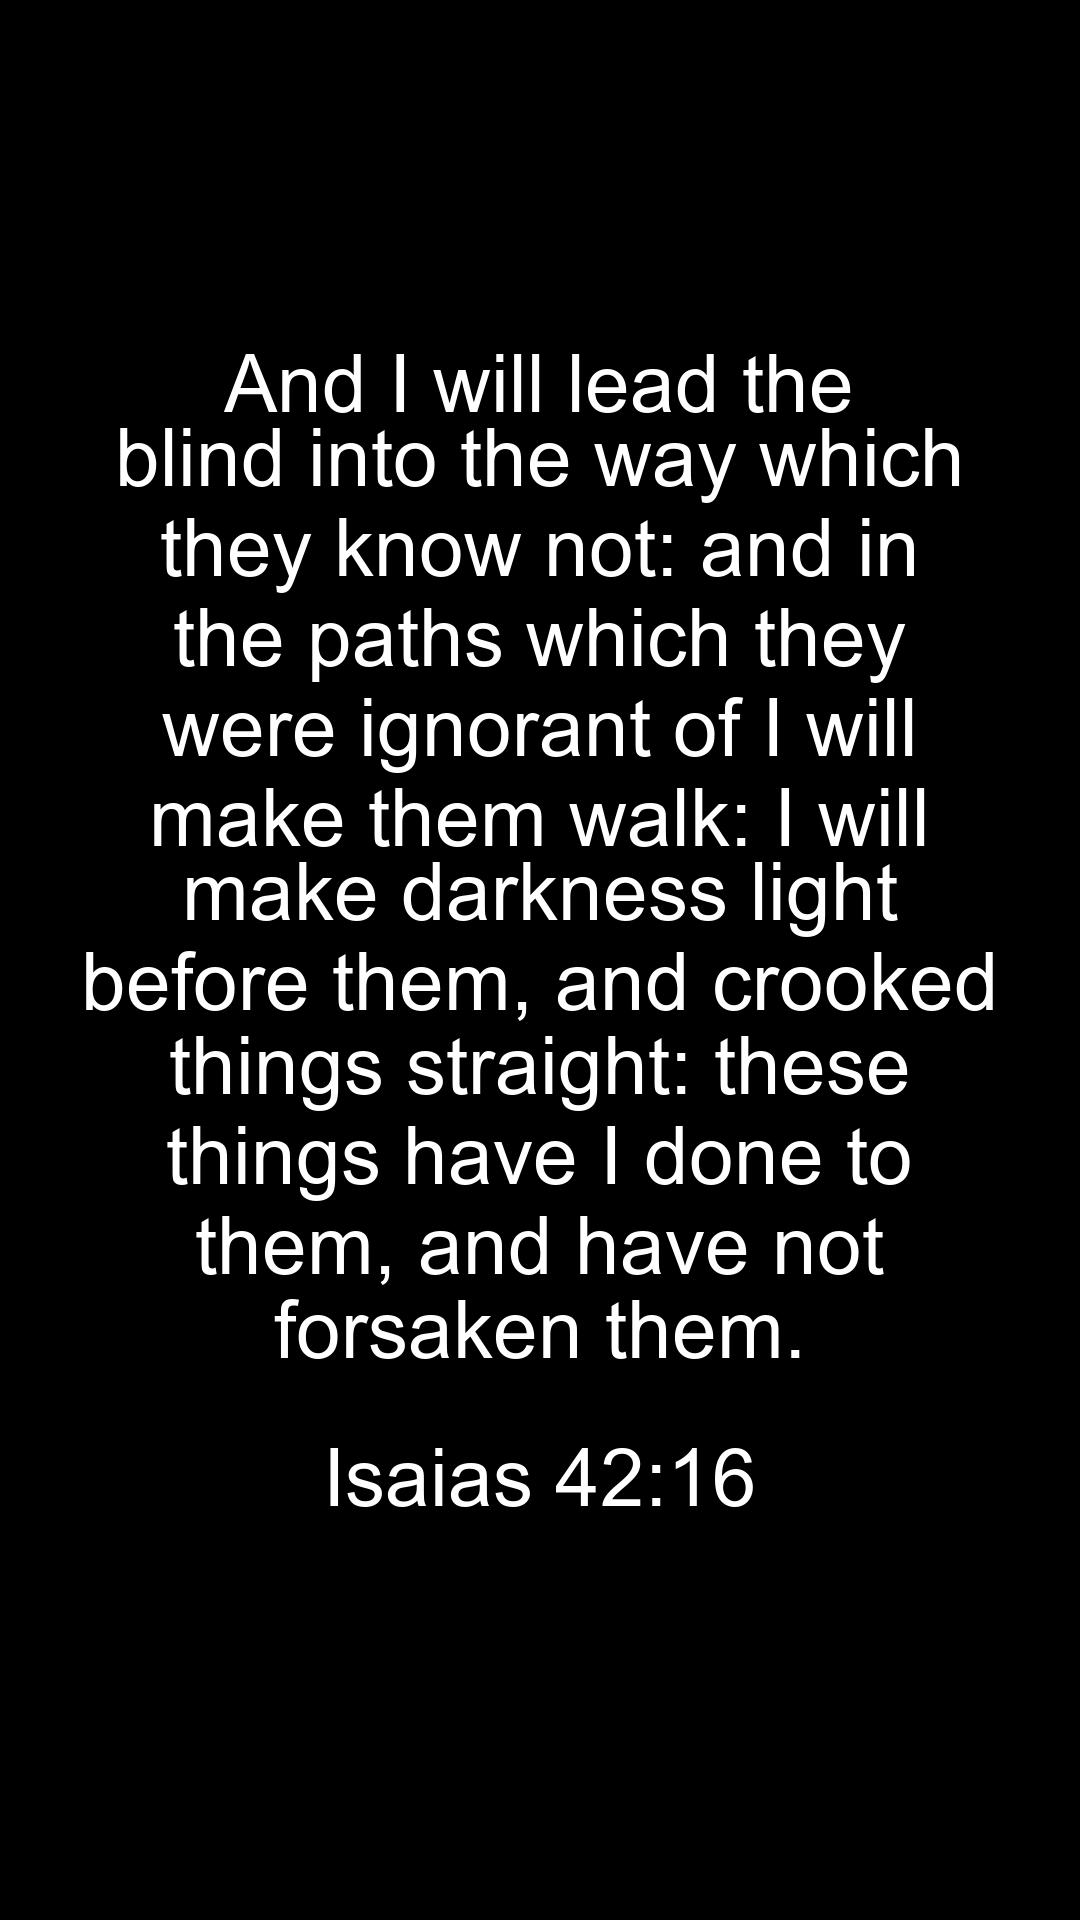 And I will lead the
blind into the way which
they know not: and in
the paths which they
were ignorant of I will
make them walk: I will
make darkness light
before them, and crooked
things straight: these
things have I done to
them, and have not
forsaken them.
Isaias 42:16